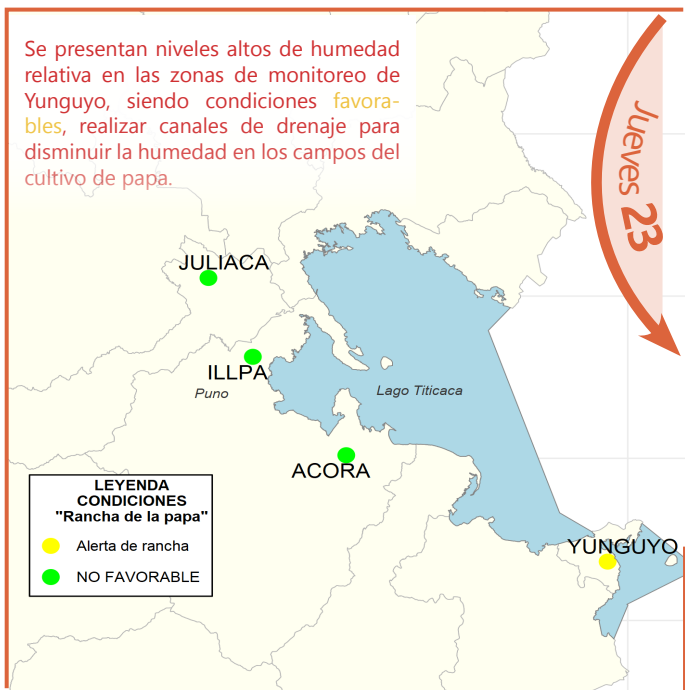 Se presentan niveles altos de humedad
relativa en las zonas de monitoreo de
Yunguyo, siendo condiciones favora-
bles, realizar canales de drenaje para
disminuir la humedad en los campos del
cultivo de papa.
Jueves 23
JULIACA
ILLPA
Puno
Lago Titicaca
ACORA
LEYENDA
CONDICIONES
"Rancha de la papa"
Alerta de rancha
NO FAVORABLE
YUNGUYO